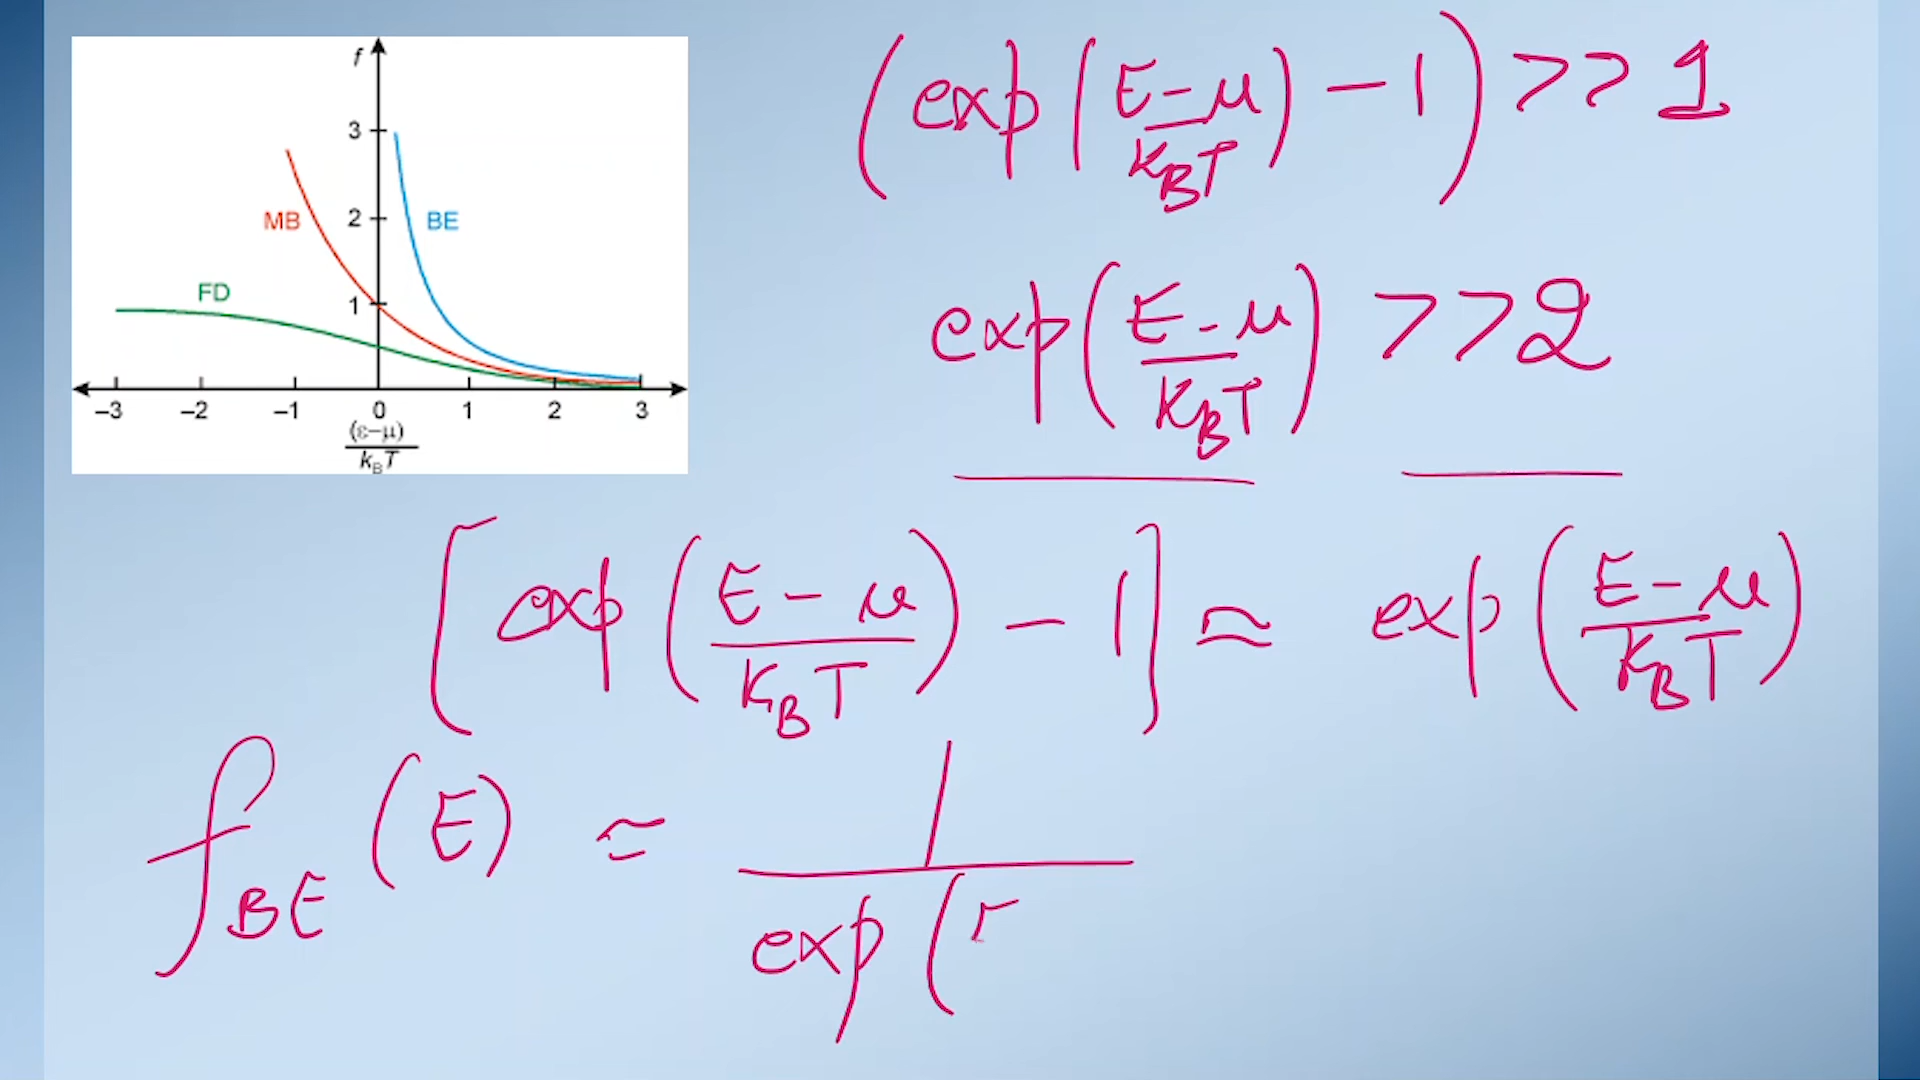 f
3
2
1
MB
BE
FD
–3 –2 –1 0 1 2 3
(ε–μ)
k_B T
(exp((E-μ)/(k_B T)) - 1) >> 1
exp((E-μ)/(k_B T)) >> 2
[exp((E-μ)/(k_B T)) - 1] ≃ exp((E-μ)/(k_B T))
f_BE (E) ≃ 1
exp (